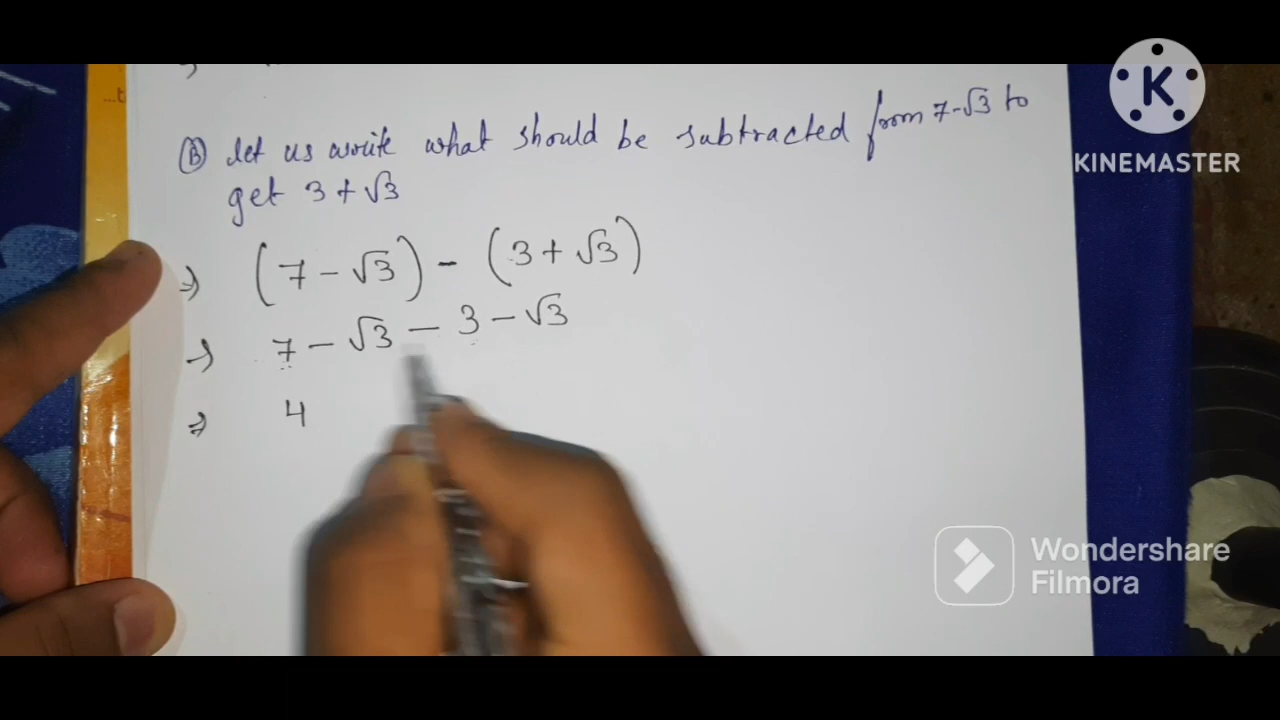 (B) let us write what should be subtracted from 7-√3 to
get 3 + √3
⇒ (7 - √3) - (3 + √3)
⇒ 7 - √3 - 3 - √3
⇒ 4
KINEMASTER
Wondershare
Filmora